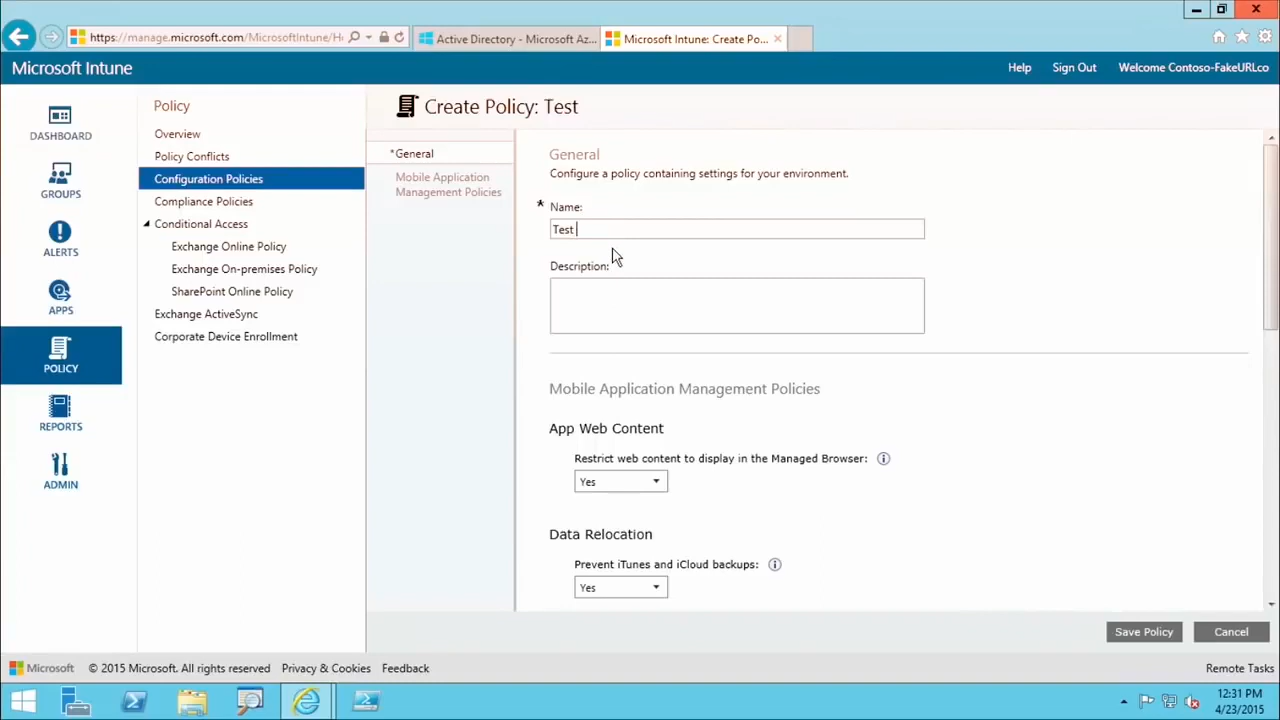 https://manage.microsoft.com/MicrosoftIntune/H
Active Directory - Microsoft Az...
Microsoft Intune: Create Po...
Microsoft Intune
Help
Sign Out
Welcome Contoso-FakeURLco
DASHBOARD
GROUPS
ALERTS
APPS
POLICY
REPORTS
ADMIN
Policy
Overview
Policy Conflicts
Configuration Policies
Compliance Policies
Conditional Access
Exchange Online Policy
Exchange On-premises Policy
SharePoint Online Policy
Exchange ActiveSync
Corporate Device Enrollment
Create Policy: Test
*General
Mobile Application
Management Policies
General
Configure a policy containing settings for your environment.
* Name:
Test
Description:
Mobile Application Management Policies
App Web Content
Restrict web content to display in the Managed Browser:
Yes
Data Relocation
Prevent iTunes and iCloud backups:
Yes
Save Policy
Cancel
Microsoft
© 2015 Microsoft. All rights reserved
Privacy & Cookies
Feedback
Remote Tasks
12:31 PM
4/23/2015